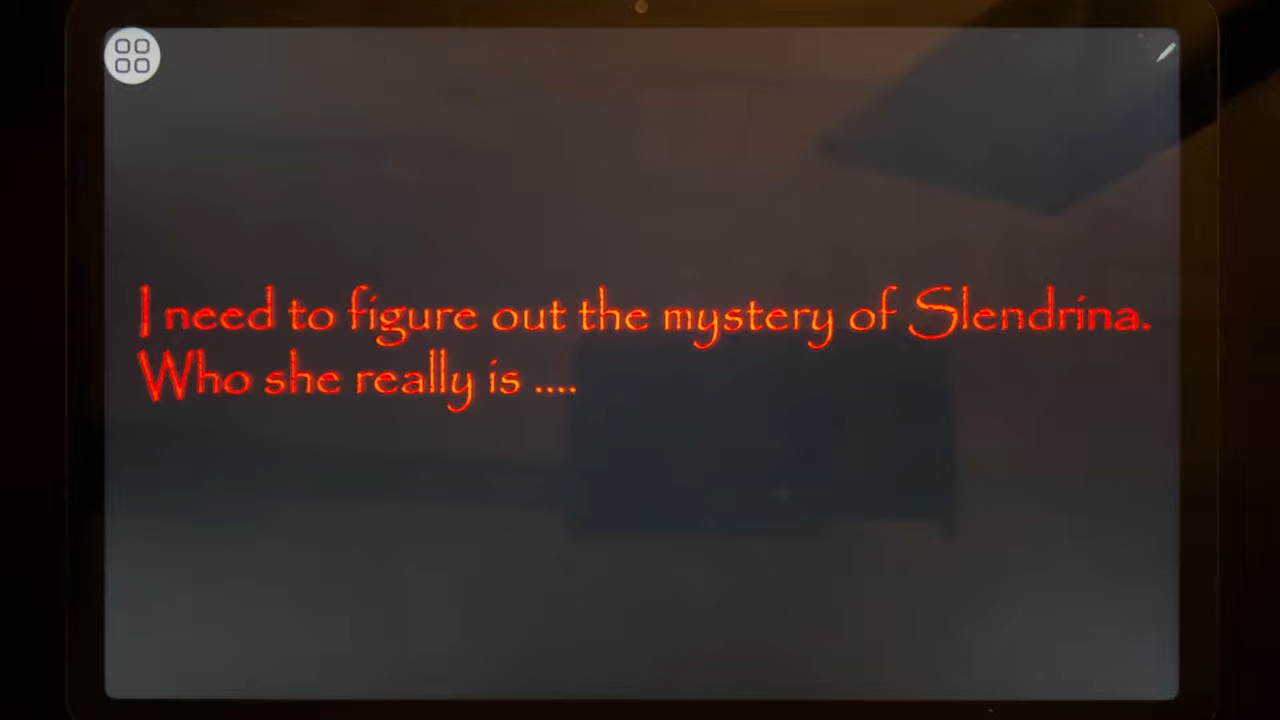 I need to figure out the mystery of Slendrina.
Who she really is ....